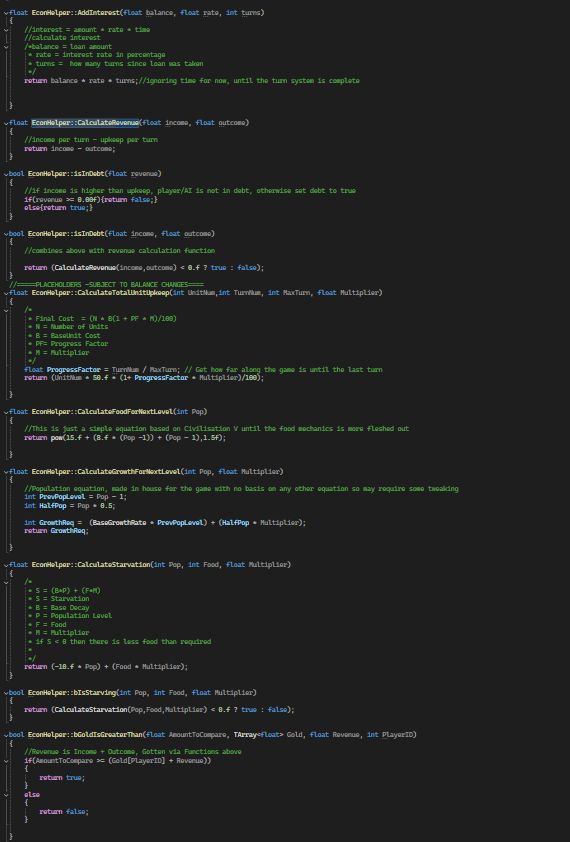 float EconHelper::AddInterest(float balance, float rate, int turns)
{
//interest = amount * rate * time
//calculate interest
/*balance = loan amount
* rate = interest rate in percentage
* turns =  how many turns since loan was taken
*/
return balance * rate * turns;//ignoring time for now, until the turn system is complete
}
float EconHelper::CalculateRevenue(float income, float outcome)
{
//income per turn - upkeep per turn
return income - outcome;
}
bool EconHelper::isInDebt(float revenue)
{
//if income is higher than upkeep, player/AI is not in debt, otherwise set debt to true
if(revenue >= 0.00f){return false;}
else{return true;}
}
bool EconHelper::isInDebt(float income, float outcome)
{
//combines above with revenue calculation function
return (CalculateRevenue(income,outcome) < 0.f ? true : false);
}
//=====PLACEHOLDERS -SUBJECT TO BALANCE CHANGES====
float EconHelper::CalculateTotalUnitUpkeep(int UnitNum,int TurnNum, int MaxTurn, float Multiplier)
{
/*
* Final Cost  = (N * B(1 + PF * M)/100)
* N = Number of Units
* B = BaseUnit Cost
* PF= Progress Factor
* M = Multiplier
*/
float ProgressFactor = TurnNum / MaxTurn; // Get how far along the game is until the last turn
return (UnitNum * 50.f * (1+ ProgressFactor * Multiplier)/100);
}
float EconHelper::CalculateFoodForNextLevel(int Pop)
{
//This is just a simple equation based on Civilisation V until the food mechanics is more fleshed out
return pow(15.f + (8.f * (Pop -1)) + (Pop - 1),1.5f);
}
float EconHelper::CalculateGrowthForNextLevel(int Pop, float Multiplier)
{
//Population equation, made in house for the game with no basis on any other equation so may require some tweaking
int PrevPopLevel = Pop - 1;
int HalfPop = Pop * 0.5;
int GrowthReq =  (BaseGrowthRate * PrevPopLevel) + (HalfPop * Multiplier);
return GrowthReq;
}
float EconHelper::CalculateStarvation(int Pop, int Food, float Multiplier)
{
/*
* S = (B*P) + (F*M)
* S = Starvation
* B = Base Decay
* P = Population Level
* F = Food
* M = Multiplier
* if S < 0 then there is less food than required
*
*/
return (-10.f * Pop) + (Food * Multiplier);
}
bool EconHelper::bIsStarving(int Pop, int Food, float Multiplier)
{
return (CalculateStarvation(Pop,Food,Multiplier) < 0.f ? true : false);
}
bool EconHelper::bGoldIsGreaterThan(float AmountToCompare, TArray<float> Gold, float Revenue, int PlayerID)
{
//Revenue is Income + Outcome, Gotten via Functions above
if(AmountToCompare >= (Gold[PlayerID] + Revenue))
{
return true;
}
else
{
return false;
}
}